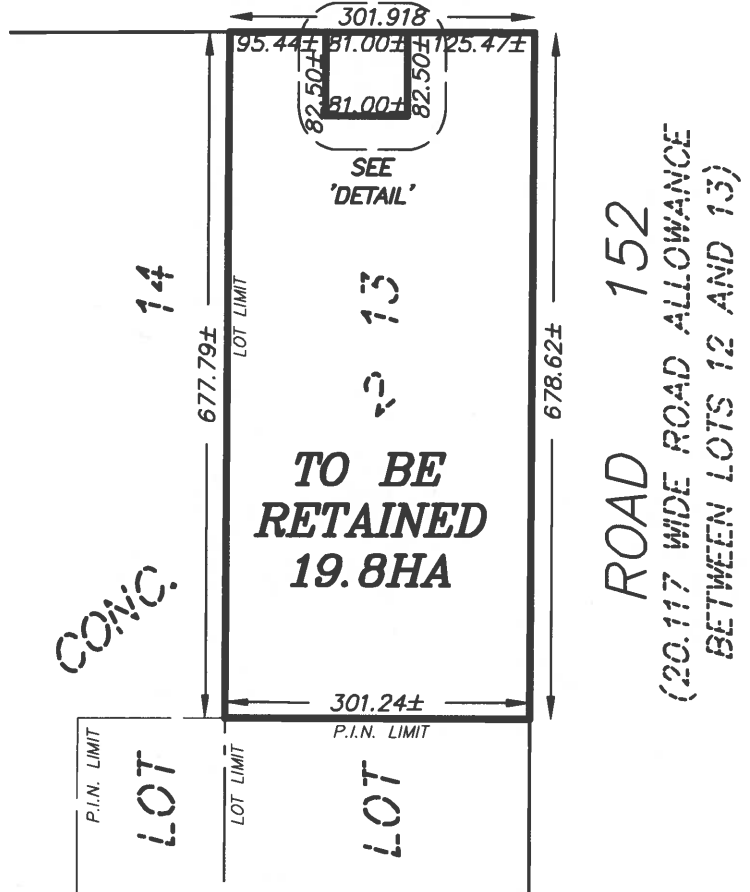 301.918
95.44± 81.00± 125.47±
82.50±
82.50±
81.00±
SEE
'DETAIL'
14
LOT LIMIT
13
677.79±
678.62±
2
TO BE
RETAINED
19.8HA
ROAD 152
(20.117 WIDE ROAD ALLOWANCE
BETWEEN LOTS 12 AND 13)
CONC.
301.24±
P.I.N. LIMIT
P.I.N. LIMIT
LOT
LOT LIMIT
LOT